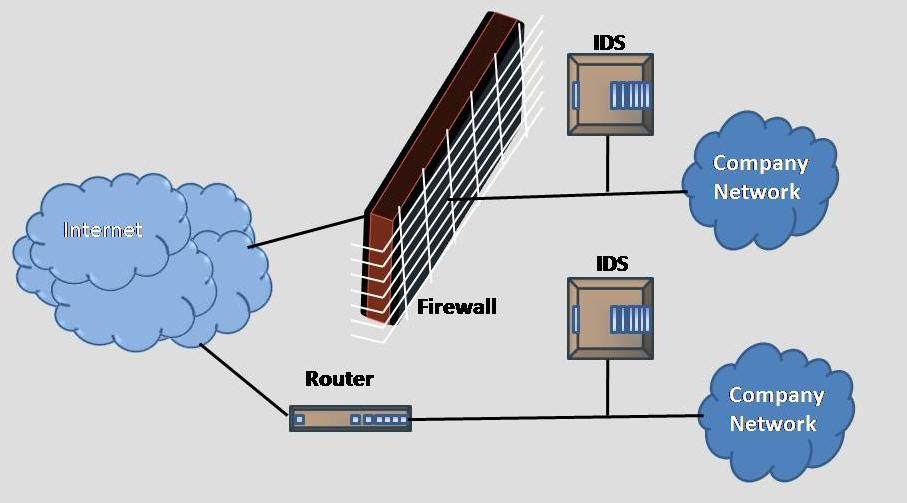 IDS
Company
Network
Internet
IDS
Firewall
Router
Company
Network